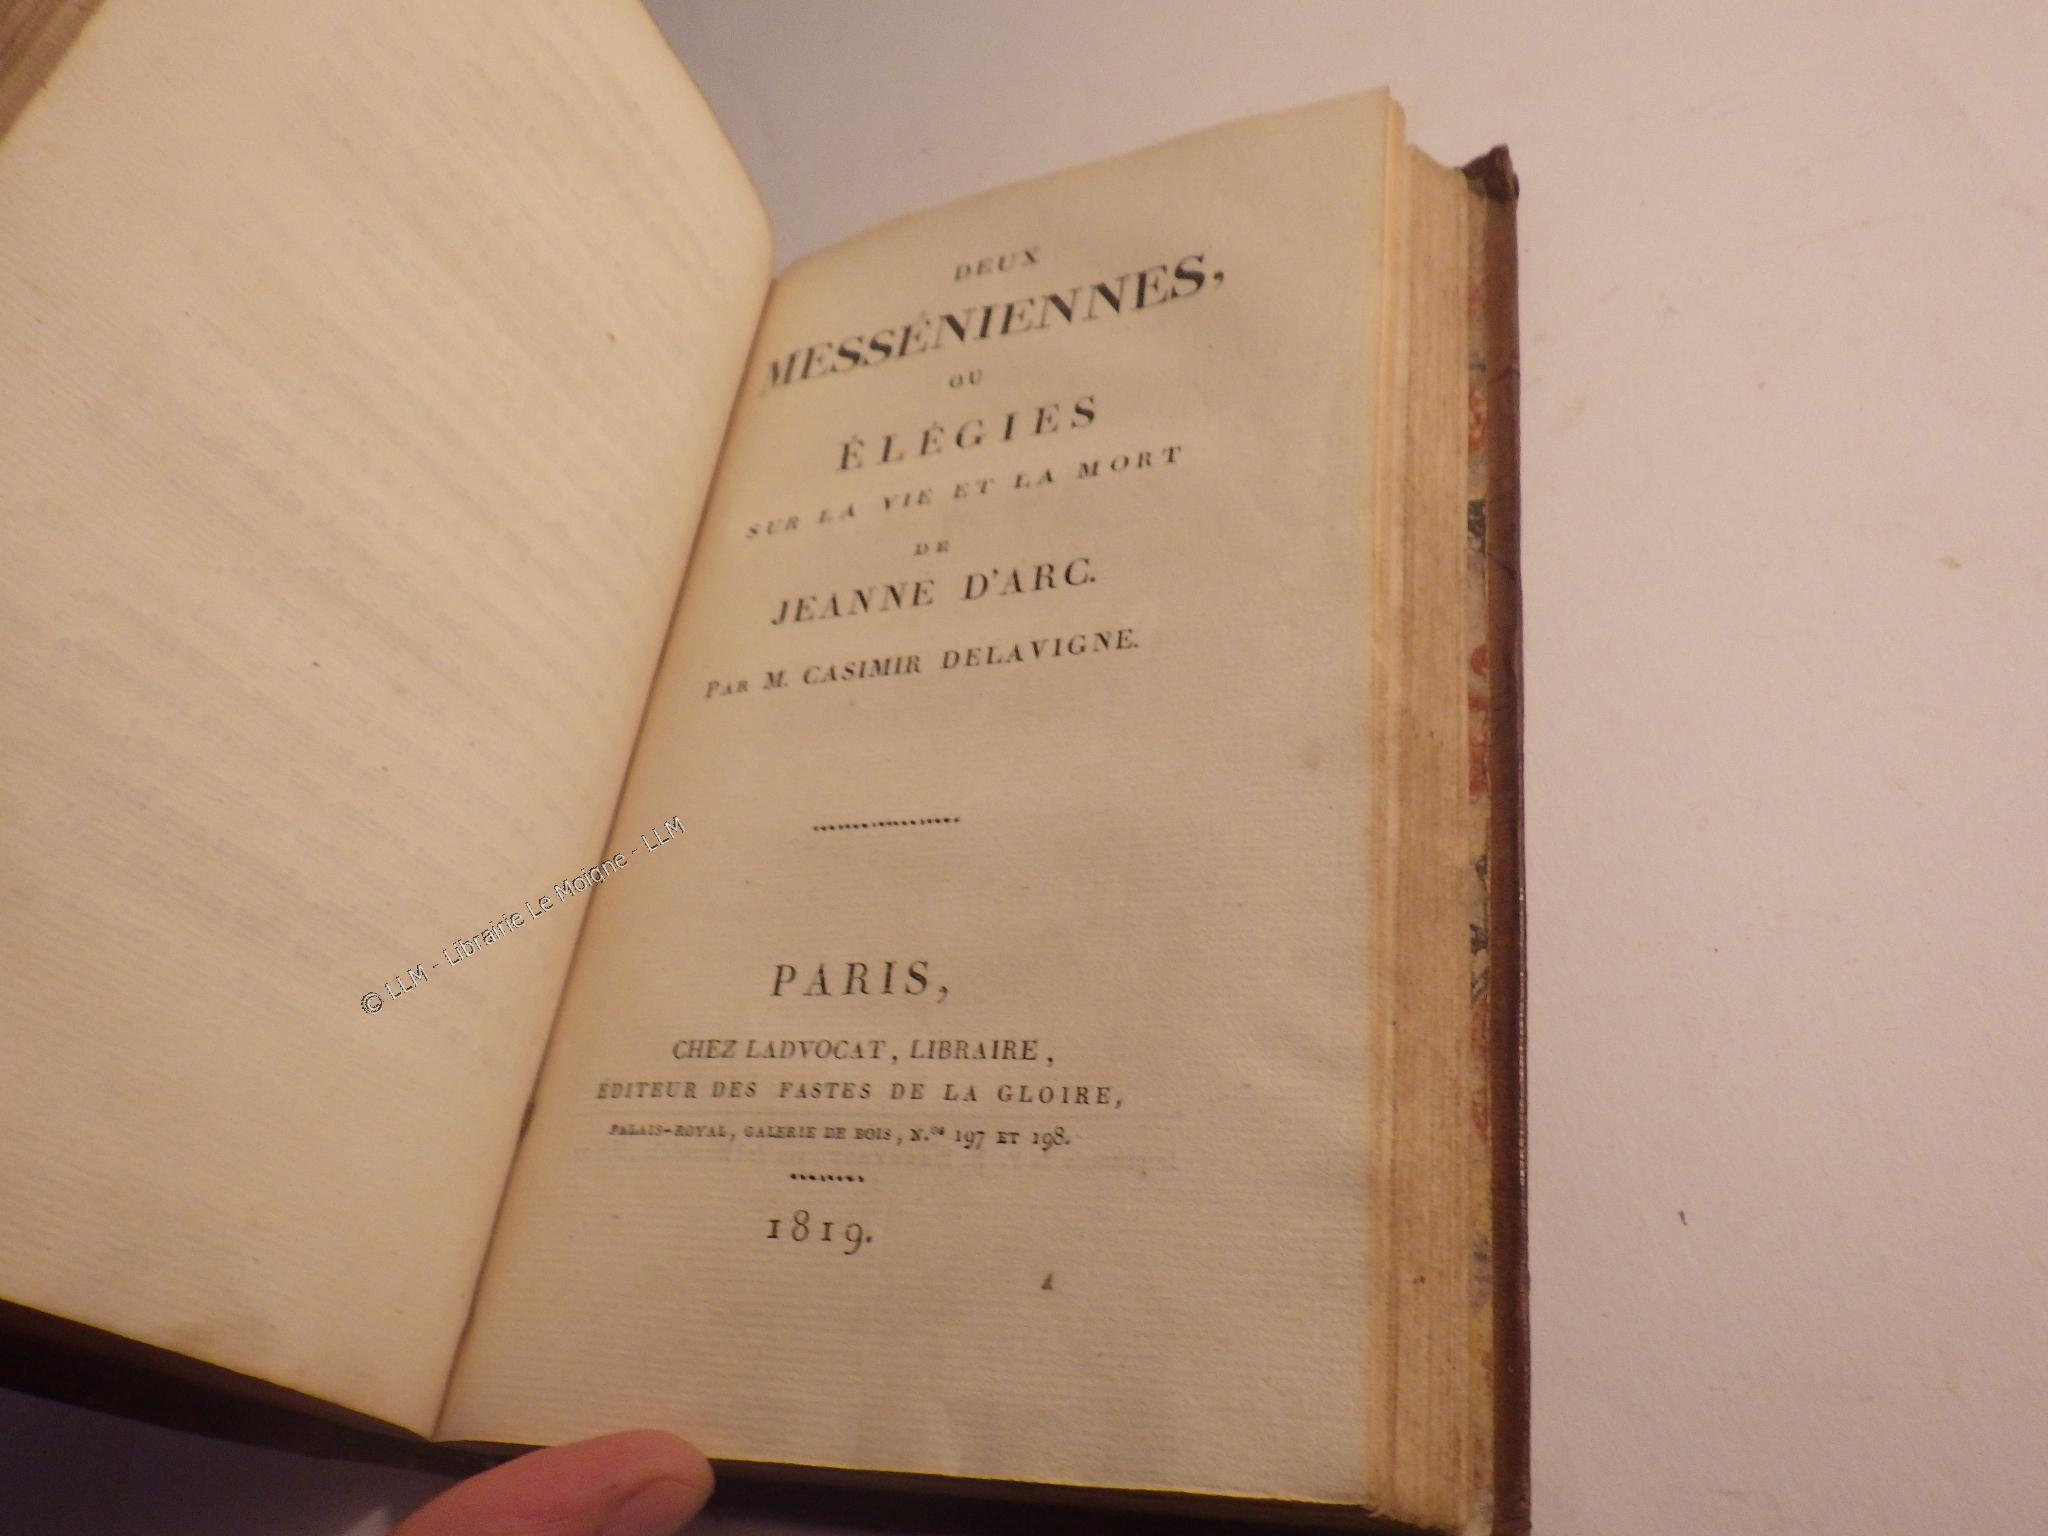 DEUX
MESSÉNIENNES,
OU
ÉLÉGIES
SUR LA VIE ET LA MORT
DE
JEANNE D'ARC.
PAR M. CASIMIR DELAVIGNE.
PARIS,
CHEZ LADVOCAT, LIBRAIRE,
ÉDITEUR DES FASTES DE LA GLOIRE,
PALAIS-ROYAL, GALERIE DE BOIS, N.os 197 ET 198.
1819.
© LLM - Librairie Le Moigne - LLM